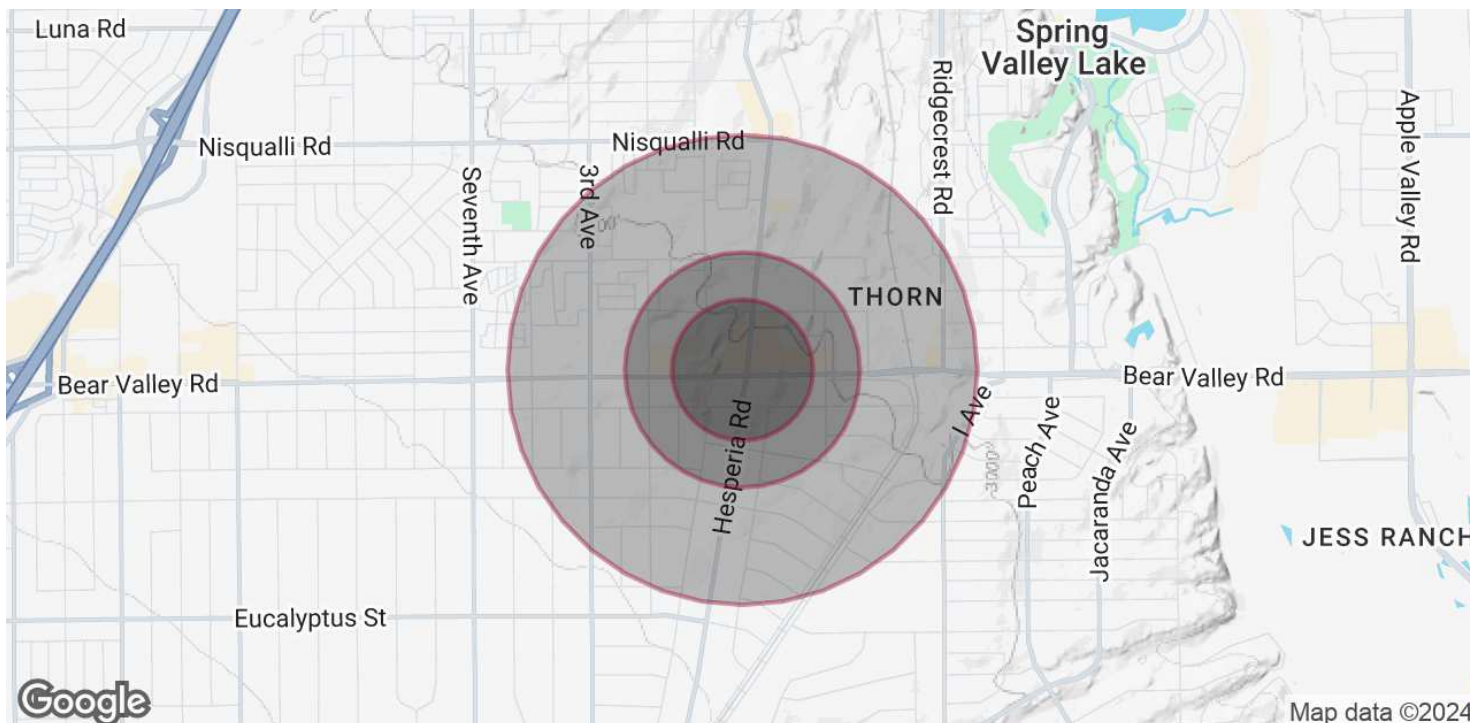 Luna Rd
Spring
Valley Lake
Nisqualli Rd
Nisqualli Rd
Ridgecrest Rd
Apple Valley Rd
Seventh Ave
3rd Ave
00'
THORN
Bear Valley Rd
Bear Valley Rd
I Ave
Peach Ave
Jacaranda Ave
Hesperia Rd
3000'
JESS RANCH
Eucalyptus St
Google
Map data ©2024